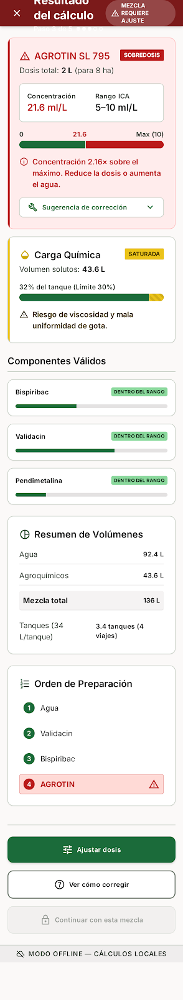 Resultado
del cálculo
MEZCLA
REQUIERE
AJUSTE
AGROTIN SL 795
SOBREDOSIS
Dosis total: 2 L (para 8 ha)
Concentración
Rango ICA
21.6 ml/L
5–10 ml/L
0
21.6
Max (10)
Concentración 2.16× sobre el
máximo. Reduce la dosis o aumenta
el agua.
Sugerencia de corrección
Carga Química
SATURADA
Volumen solutos: 43.6 L
32% del tanque (Límite 30%)
Riesgo de viscosidad y mala
uniformidad de gota.
Componentes Válidos
Bispiribac
DENTRO DEL RANGO
Validacin
DENTRO DEL RANGO
Pendimetalina
DENTRO DEL RANGO
Resumen de Volúmenes
Agua
92.4 L
Agroquímicos
43.6 L
Mezcla total
136 L
Tanques (34
L/tanque)
3.4 tanques (4
viajes)
Orden de Preparación
1 Agua
2 Validacin
3 Bispiribac
4 AGROTIN
Ajustar dosis
Ver cómo corregir
Continuar con esta mezcla
MODO OFFLINE — CÁLCULOS LOCALES